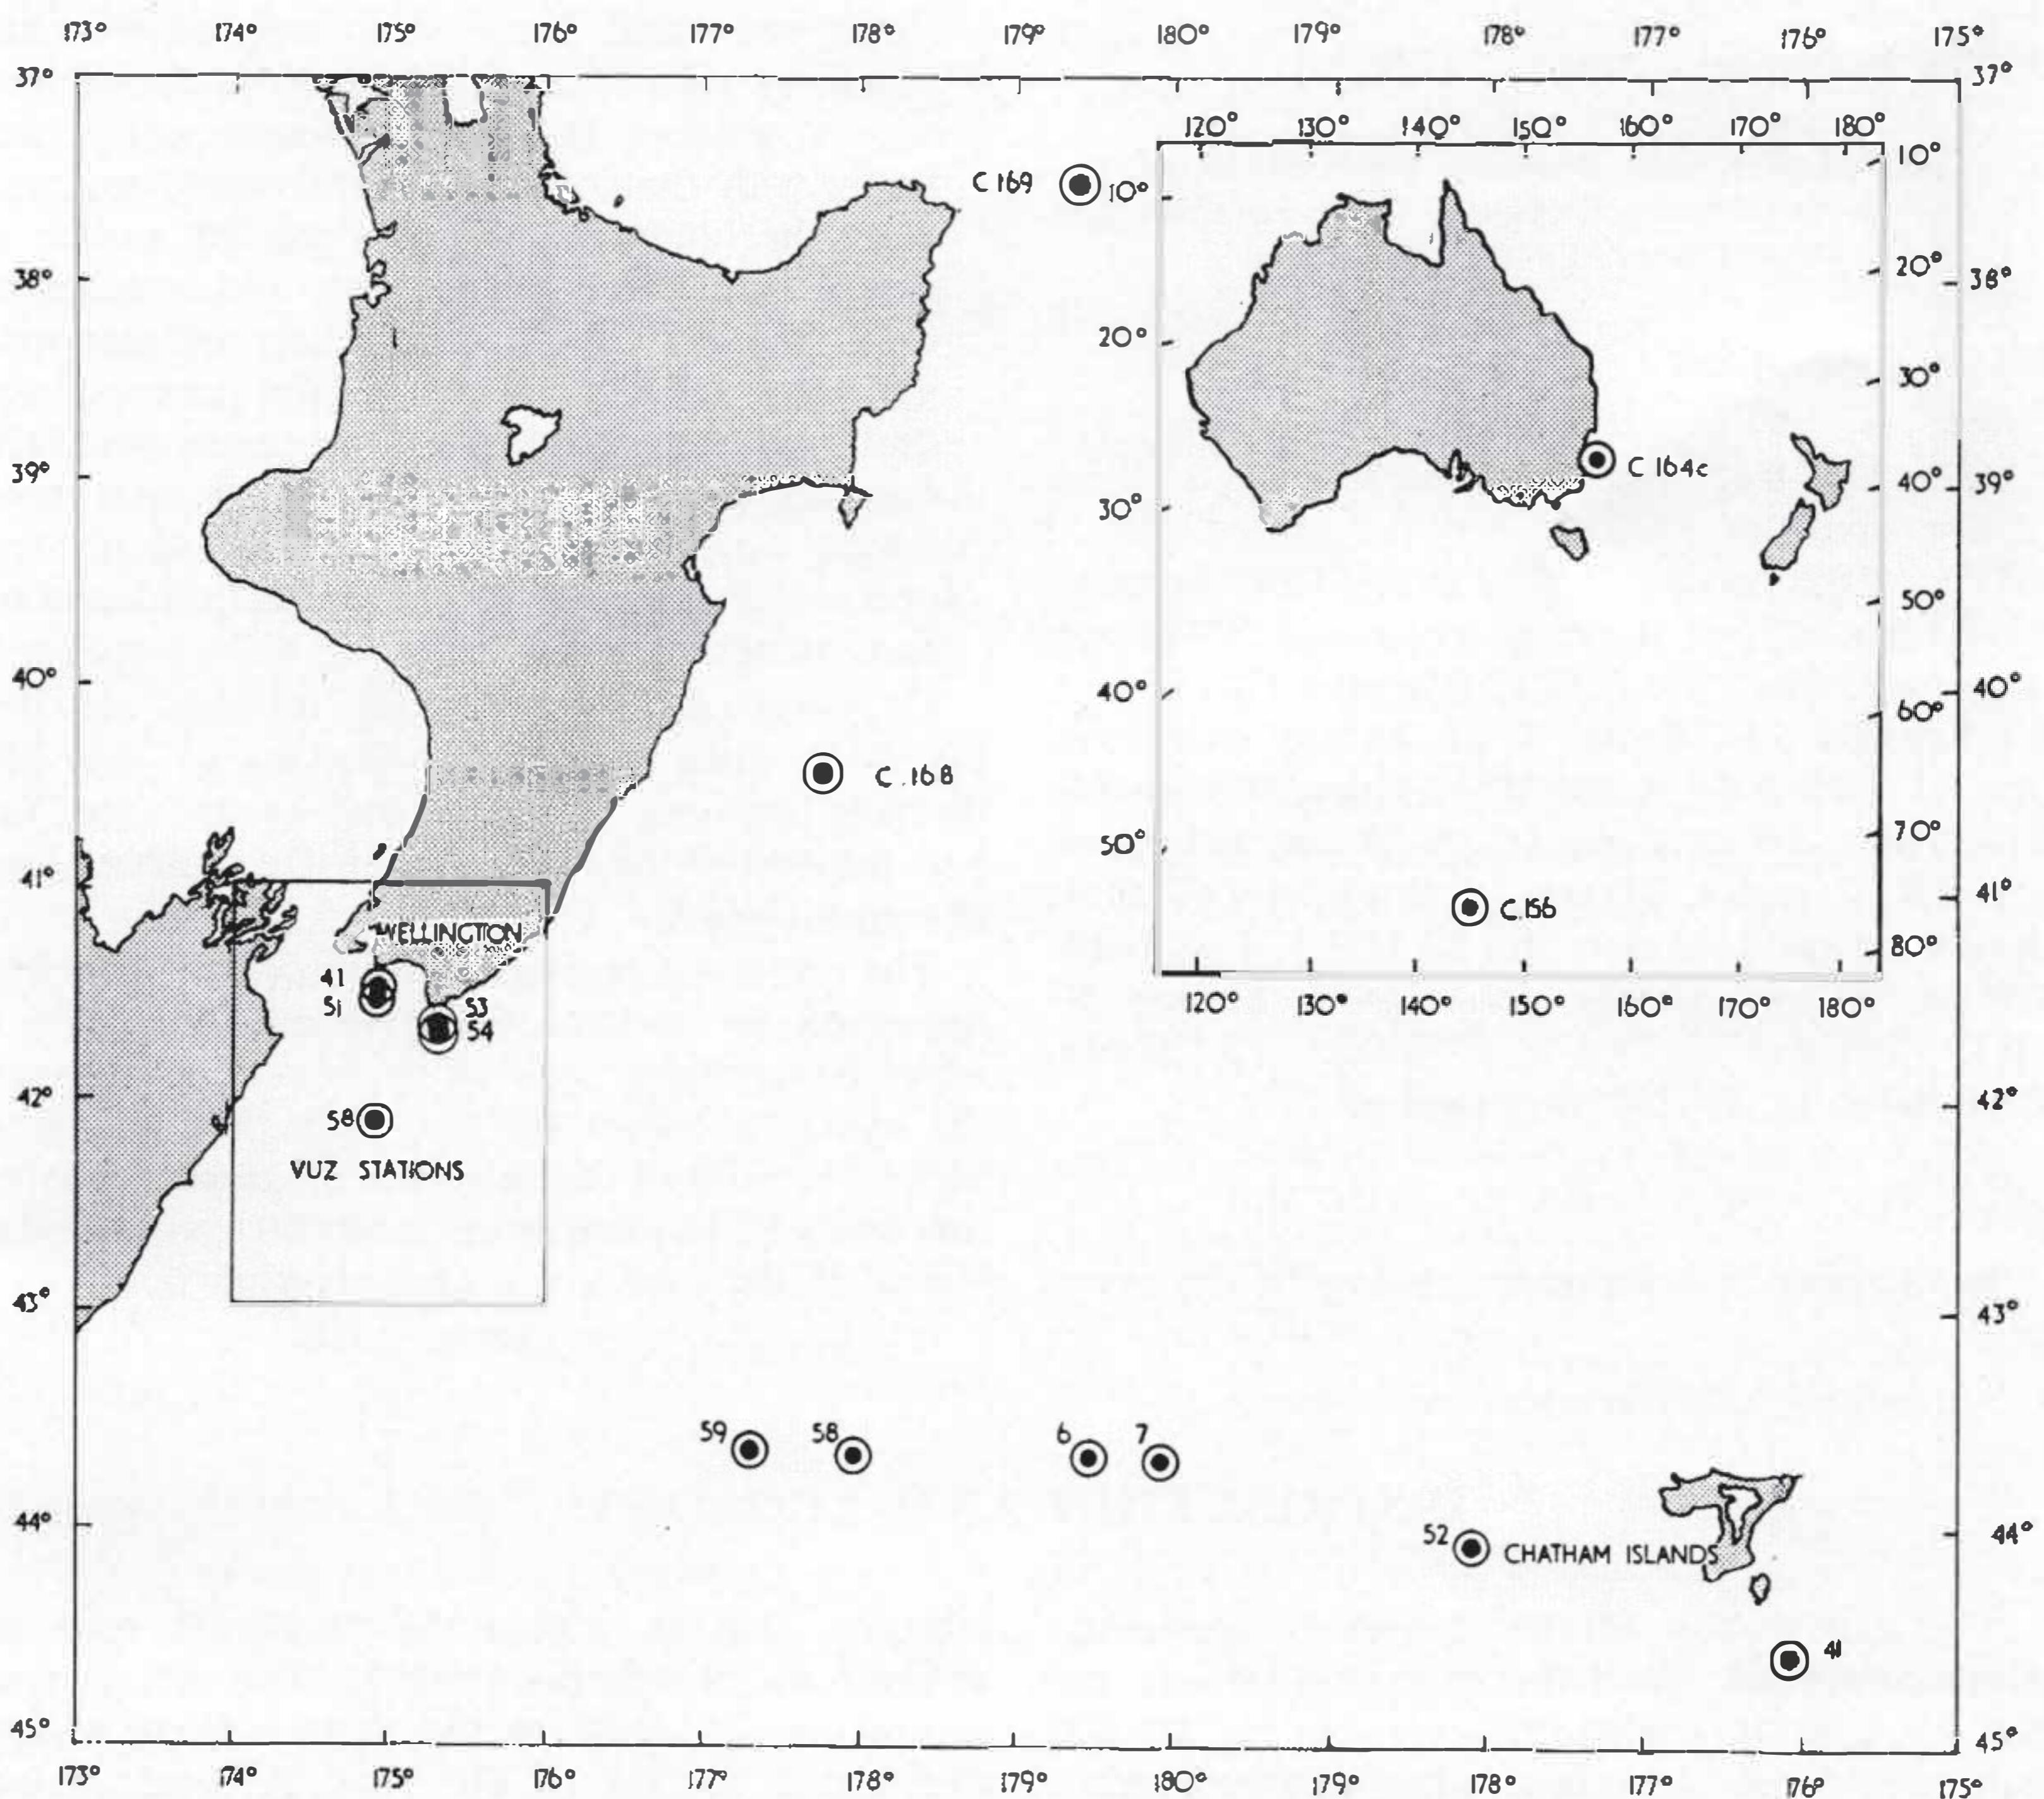 173° 174° 175° 176° 177° 178° 179° 180° 179° 178° 177° 176° 175°
37° 37°
120° 130° 140° 150° 160° 170° 180°
10°
C 169 10°
38° 20° 38°
20°
30°
39° C 164c 40° 39°
30°
50°
40° 40° 40°
60°
C. 168
50° 70°
41° 41°
WELLINGTON C.156
80°
41
51 53 120° 130° 140° 150° 160° 170° 180°
54
42° 42°
58
VUZ STATIONS
43° 43°
59 58 6 7
44° 52 CHATHAM ISLANDS 44°
41
45° 45°
173° 174° 175° 176° 177° 178° 179° 180° 179° 178° 177° 176° 175°